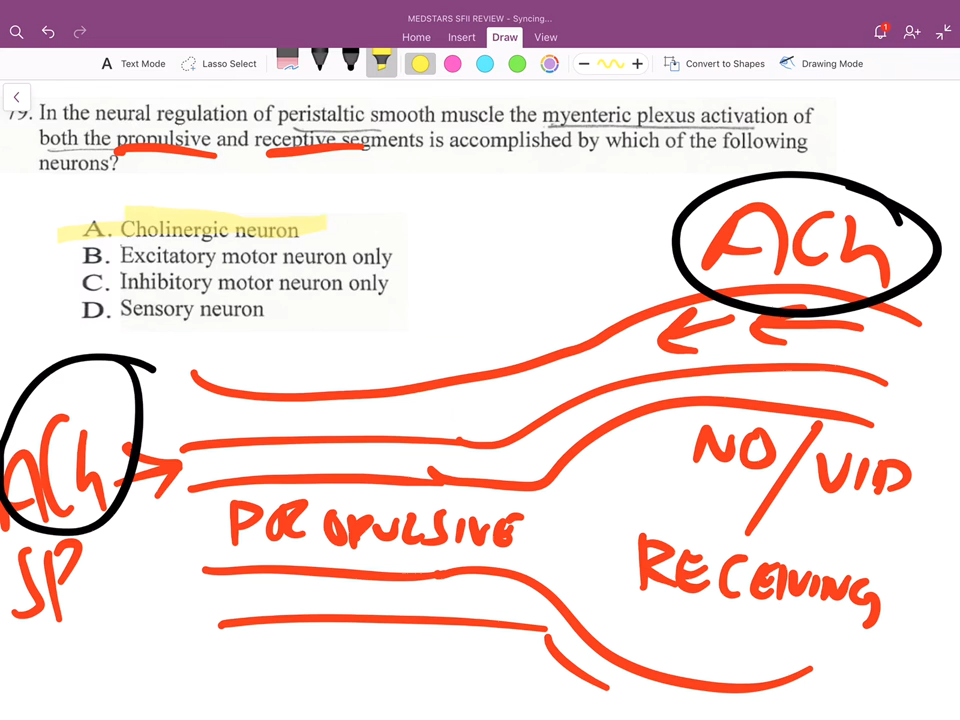 MEDSTARS SFII REVIEW - Syncing...
Home Insert Draw View
1
A Text Mode Lasso Select Convert to Shapes Drawing Mode
79. In the neural regulation of peristaltic smooth muscle the myenteric plexus activation of
both the propulsive and receptive segments is accomplished by which of the following
neurons?
A. Cholinergic neuron
B. Excitatory motor neuron only
C. Inhibitory motor neuron only
D. Sensory neuron
ACh
ACh
SP
PROPULSIVE
NO/VIP
RECEIVING